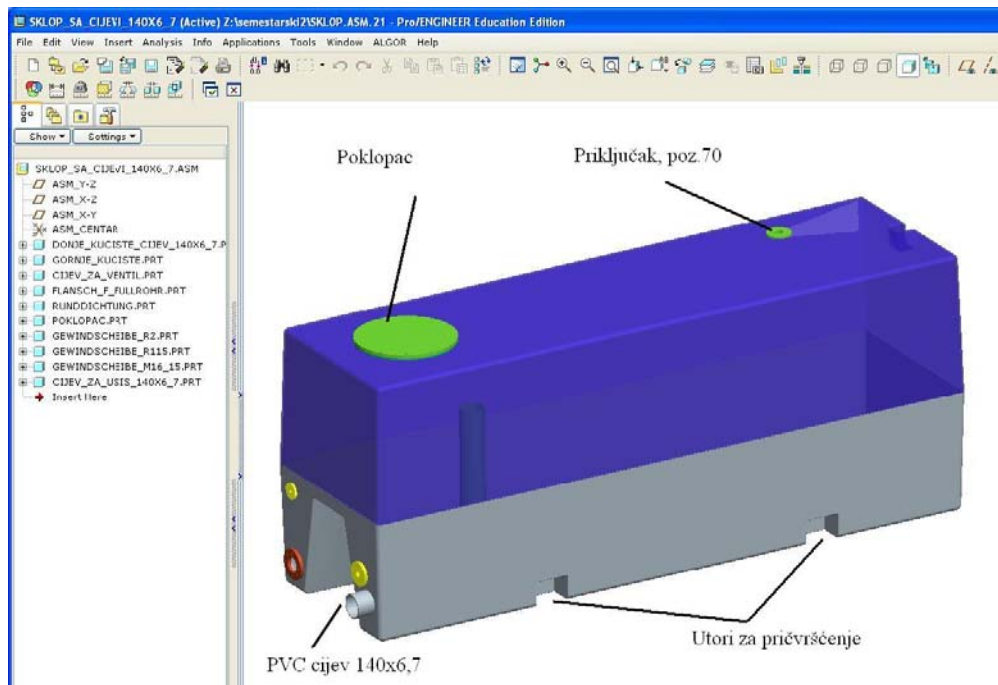 SKLOP_SA_CIJEVI_140X6_7 (Active) Z:\semestarski2\SKLOP.ASM.21 - Pro/ENGINEER Education Edition
File Edit View Insert Analysis Info Applications Tools Window ALGOR Help
Show Settings
SKLOP_SA_CIJEVI_140X6_7.ASM
ASM_Y-Z
ASM_X-Z
ASM_X-Y
ASM_CENTAR
DONJE_KUCISTE_CIJEV_140X6_7.P
GORNJE_KUCISTE.PRT
CIJEV_ZA_VENTIL.PRT
FLANSCH_F_FULLROHR.PRT
RUNDDICHTUNG.PRT
POKLOPAC.PRT
GEWINDSCHEIBE_R2.PRT
GEWINDSCHEIBE_R115.PRT
GEWINDSCHEIBE_M16_15.PRT
CIJEV_ZA_USIS_140X6_7.PRT
Insert Here
Poklopac
Priključak, poz.70
Utori za pričvršćenje
PVC cijev 140x6,7